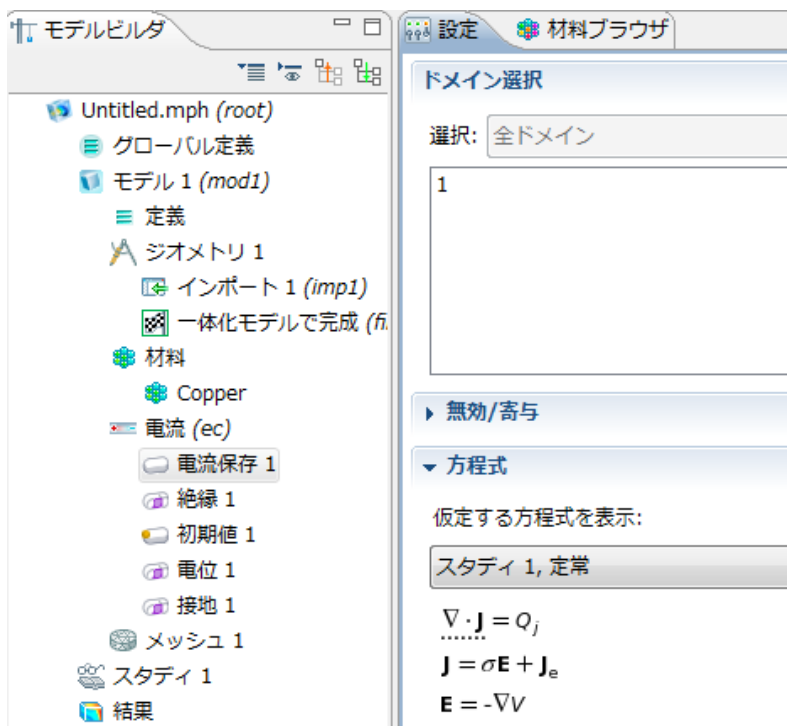 モデルビルダ
Untitled.mph (root)
グローバル定義
モデル 1 (mod1)
定義
ジオメトリ 1
インポート 1 (imp1)
一体化モデルで完成 (fi
材料
Copper
電流 (ec)
電流保存 1
絶縁 1
初期値 1
電位 1
接地 1
メッシュ 1
スタディ 1
結果
設定
材料ブラウザ
ドメイン選択
選択: 全ドメイン
1
無効/寄与
方程式
仮定する方程式を表示:
スタディ 1, 定常
∇ · J = Qj
J = σE + Je
E = -∇V